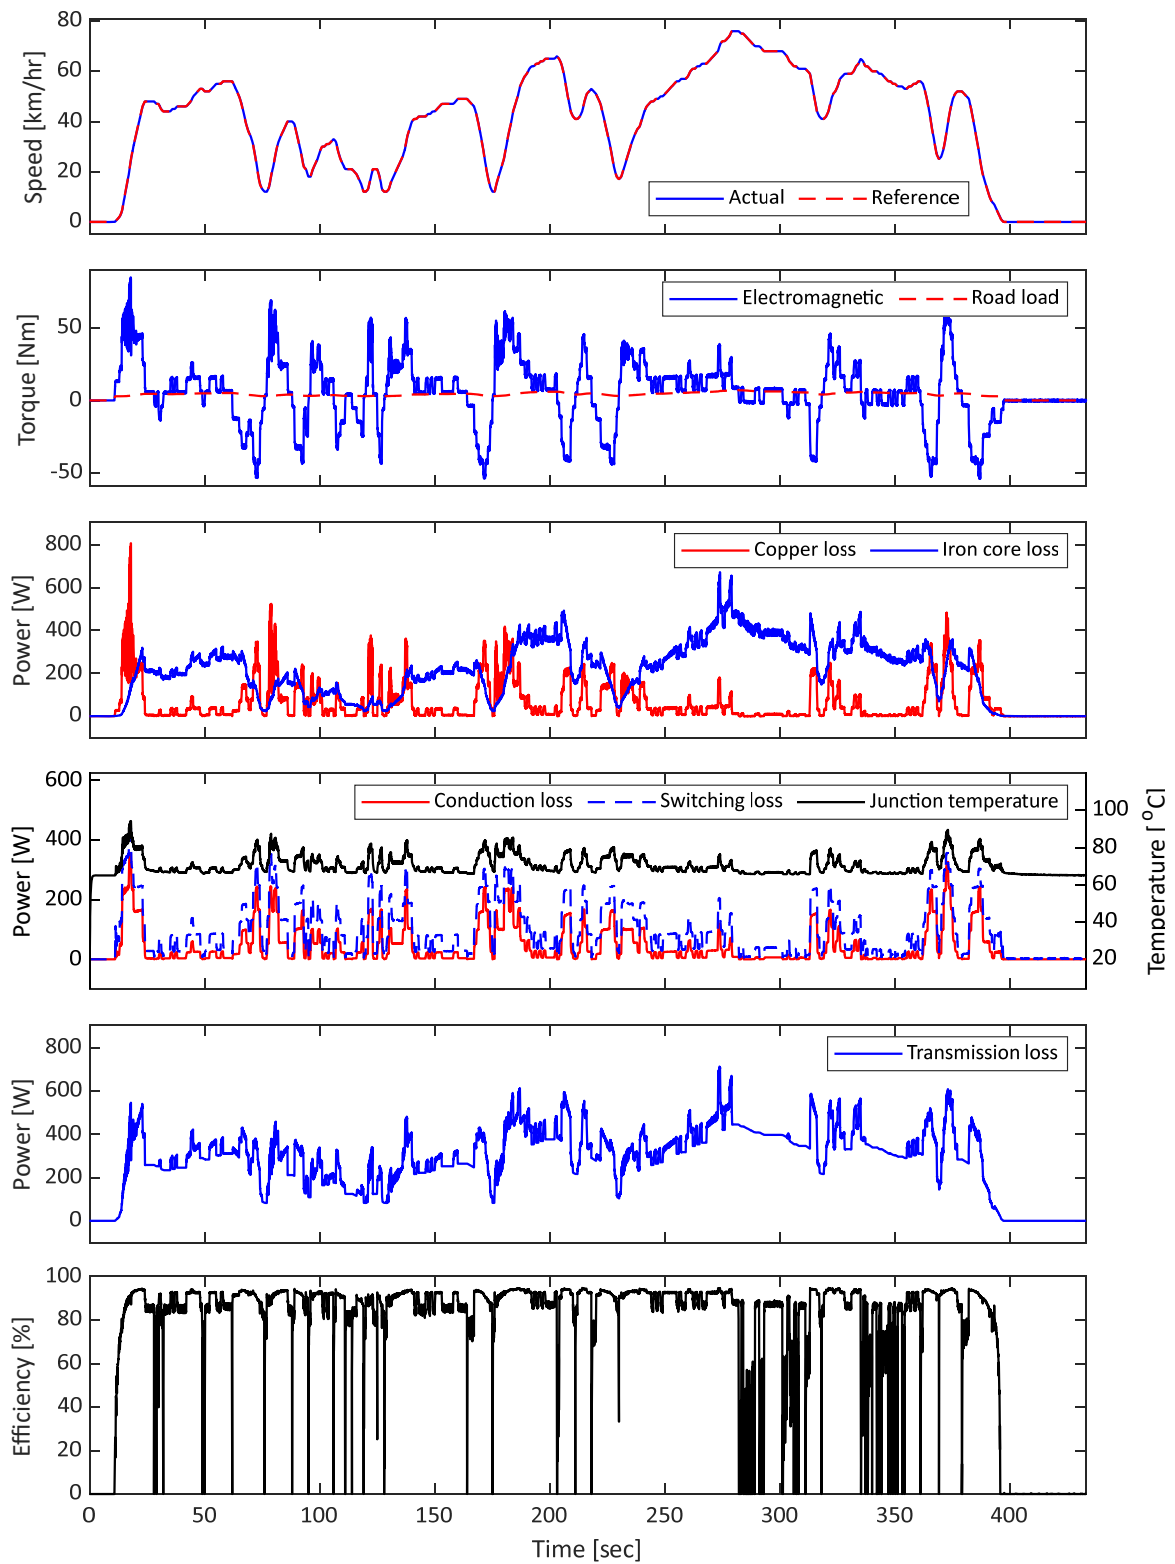 80
60
40
20
0
Speed [km/hr]
Actual
Reference
50
0
-50
Torque [Nm]
Electromagnetic
Road load
800
600
400
200
0
Power [W]
Copper loss
Iron core loss
600
400
200
0
Power [W]
Conduction loss
Switching loss
Junction temperature
100
80
60
40
20
Temperature [ °C]
800
600
400
200
0
Power [W]
Transmission loss
100
80
60
40
20
0
Efficiency [%]
0 50 100 150 200 250 300 350 400
Time [sec]